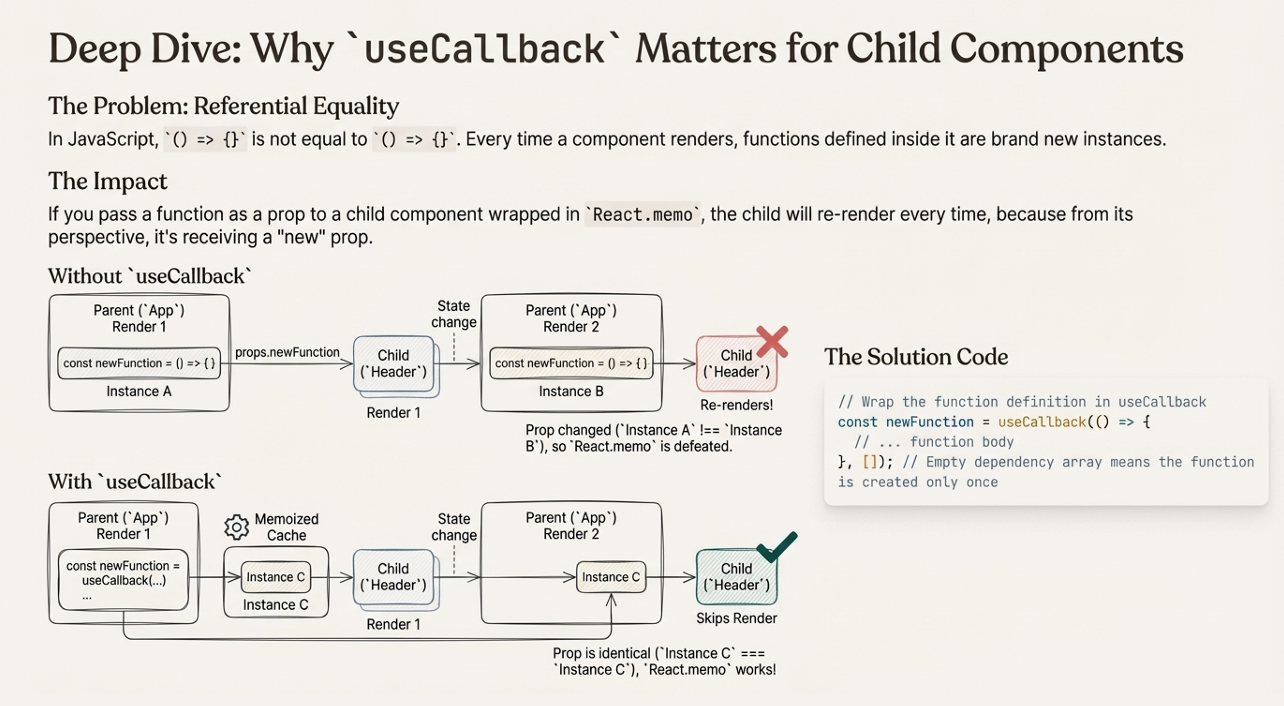 Deep Dive: Why `useCallback` Matters for Child Components
The Problem: Referential Equality
In JavaScript, `() => {}` is not equal to `() => {}`. Every time a component renders, functions defined inside it are brand new instances.
The Impact
If you pass a function as a prop to a child component wrapped in `React.memo`, the child will re-render every time, because from its
perspective, it's receiving a "new" prop.
Without `useCallback`
Parent (`App`)
Render 1
const newFunction = () => { }
Instance A
props.newFunction
Child
(`Header`)
Render 1
State
change
Parent (`App`)
Render 2
const newFunction = () => { }
Instance B
Child
(`Header`)
Re-renders!
Prop changed (`Instance A` !== `Instance
B`), so `React.memo` is defeated.
With `useCallback`
Parent (`App`)
Render 1
const newFunction =
useCallback(...)
...
Memoized
Cache
Instance C
Instance C
Child
(`Header`)
Render 1
State
change
Parent (`App`)
Render 2
Instance C
Child
(`Header`)
Skips Render
Prop is identical (`Instance C` ===
`Instance C`), `React.memo` works!
The Solution Code
// Wrap the function definition in useCallback
const newFunction = useCallback(() => {
  // ... function body
}, []); // Empty dependency array means the function
is created only once